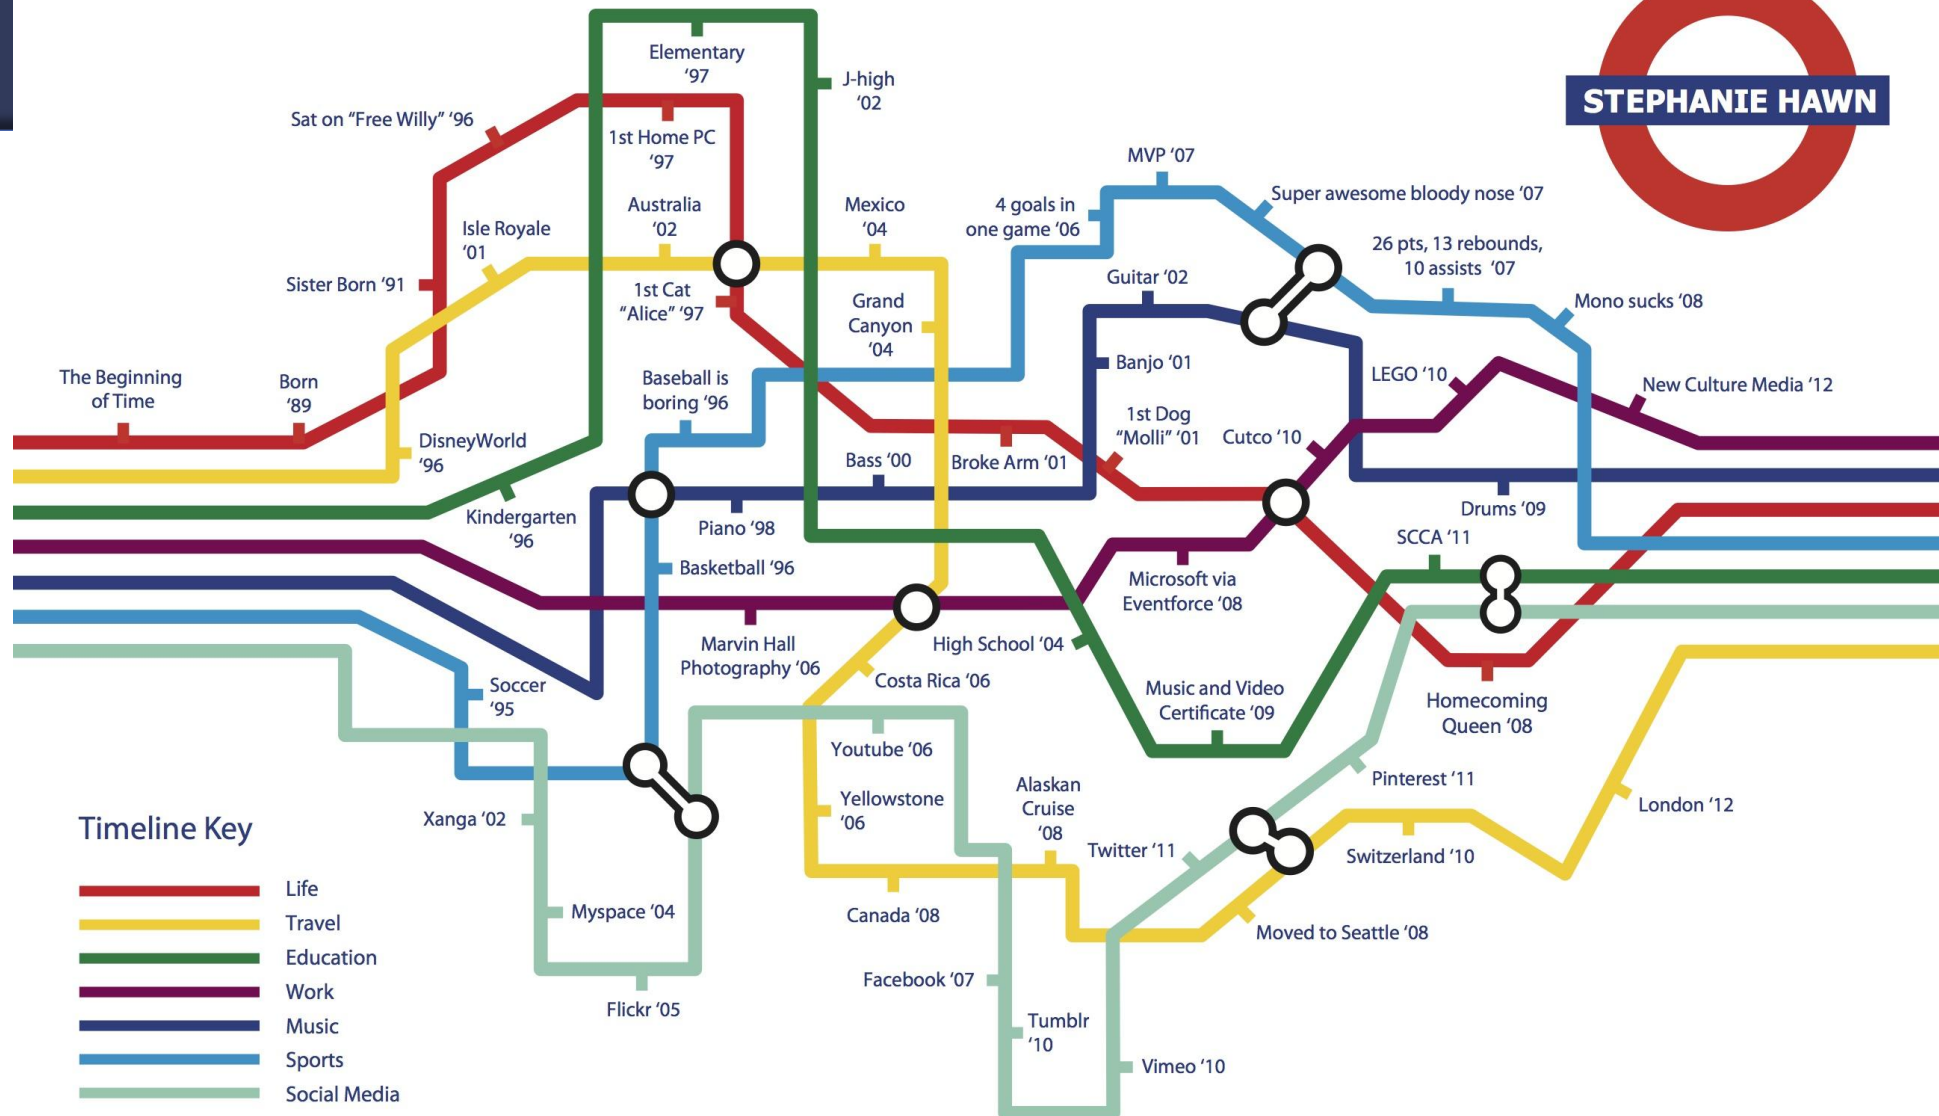 STEPHANIE HAWN
Elementary
‘97
J-high
‘02
Sat on “Free Willy” ‘96
1st Home PC
‘97
MVP ‘07
Super awesome bloody nose ‘07
Australia
‘02
Mexico
‘04
4 goals in
one game ‘06
Isle Royale
‘01
26 pts, 13 rebounds,
10 assists ‘07
Sister Born ‘91
1st Cat
“Alice” ‘97
Grand
Canyon
‘04
Guitar ‘02
Mono sucks ‘08
The Beginning
of Time
Born
‘89
Baseball is
boring ‘96
Banjo ‘01
LEGO ‘10
New Culture Media ‘12
DisneyWorld
‘96
1st Dog
“Molli” ‘01
Cutco ‘10
Bass ‘00
Broke Arm ‘01
Kindergarten
‘96
Piano ‘98
Drums ‘09
SCCA ‘11
Basketball ‘96
Microsoft via
Eventforce ‘08
Marvin Hall
Photography ‘06
High School ‘04
Costa Rica ‘06
Soccer
‘95
Music and Video
Certificate ‘09
Homecoming
Queen ‘08
Youtube ‘06
Pinterest ‘11
Xanga ‘02
Yellowstone
‘06
Alaskan
Cruise
‘08
London ‘12
Twitter ‘11
Switzerland ‘10
Myspace ‘04
Canada ‘08
Moved to Seattle ‘08
Flickr ‘05
Facebook ‘07
Tumblr
‘10
Vimeo ‘10
Timeline Key
Life
Travel
Education
Work
Music
Sports
Social Media